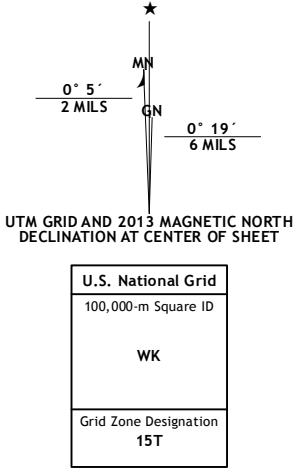 ★
MN
0° 5´
2 MILS
GN
0° 19´
6 MILS
UTM GRID AND 2013 MAGNETIC NORTH
DECLINATION AT CENTER OF SHEET
U.S. National Grid
100,000-m Square ID
WK
Grid Zone Designation
15T